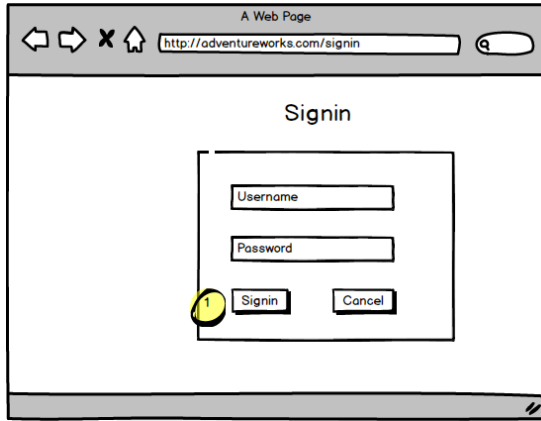 A Web Page
http://adventureworks.com/signin
Signin
Username
Password
1 Signin Cancel